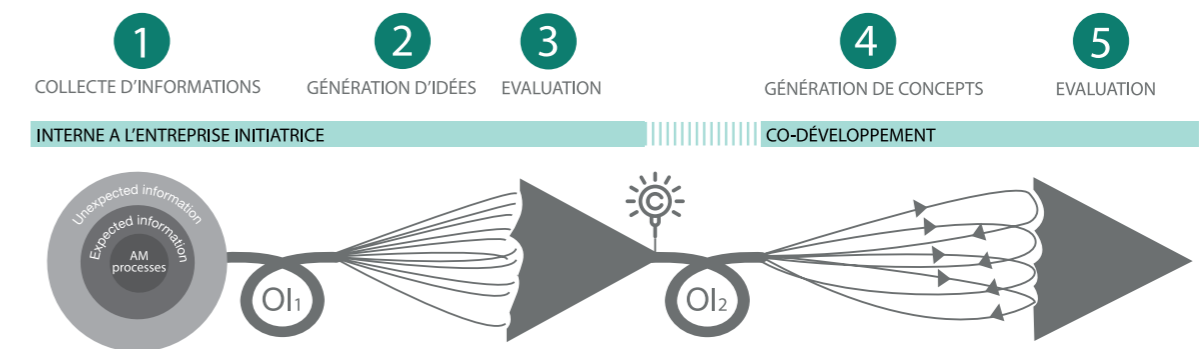 1
2
3
4
5
COLLECTE D'INFORMATIONS
GÉNÉRATION D'IDÉES
EVALUATION
GÉNÉRATION DE CONCEPTS
EVALUATION
INTERNE A L'ENTREPRISE INITIATRICE
CO-DÉVELOPPEMENT
Unexpected information
Expected information
AM
processes
OI1
©
OI2